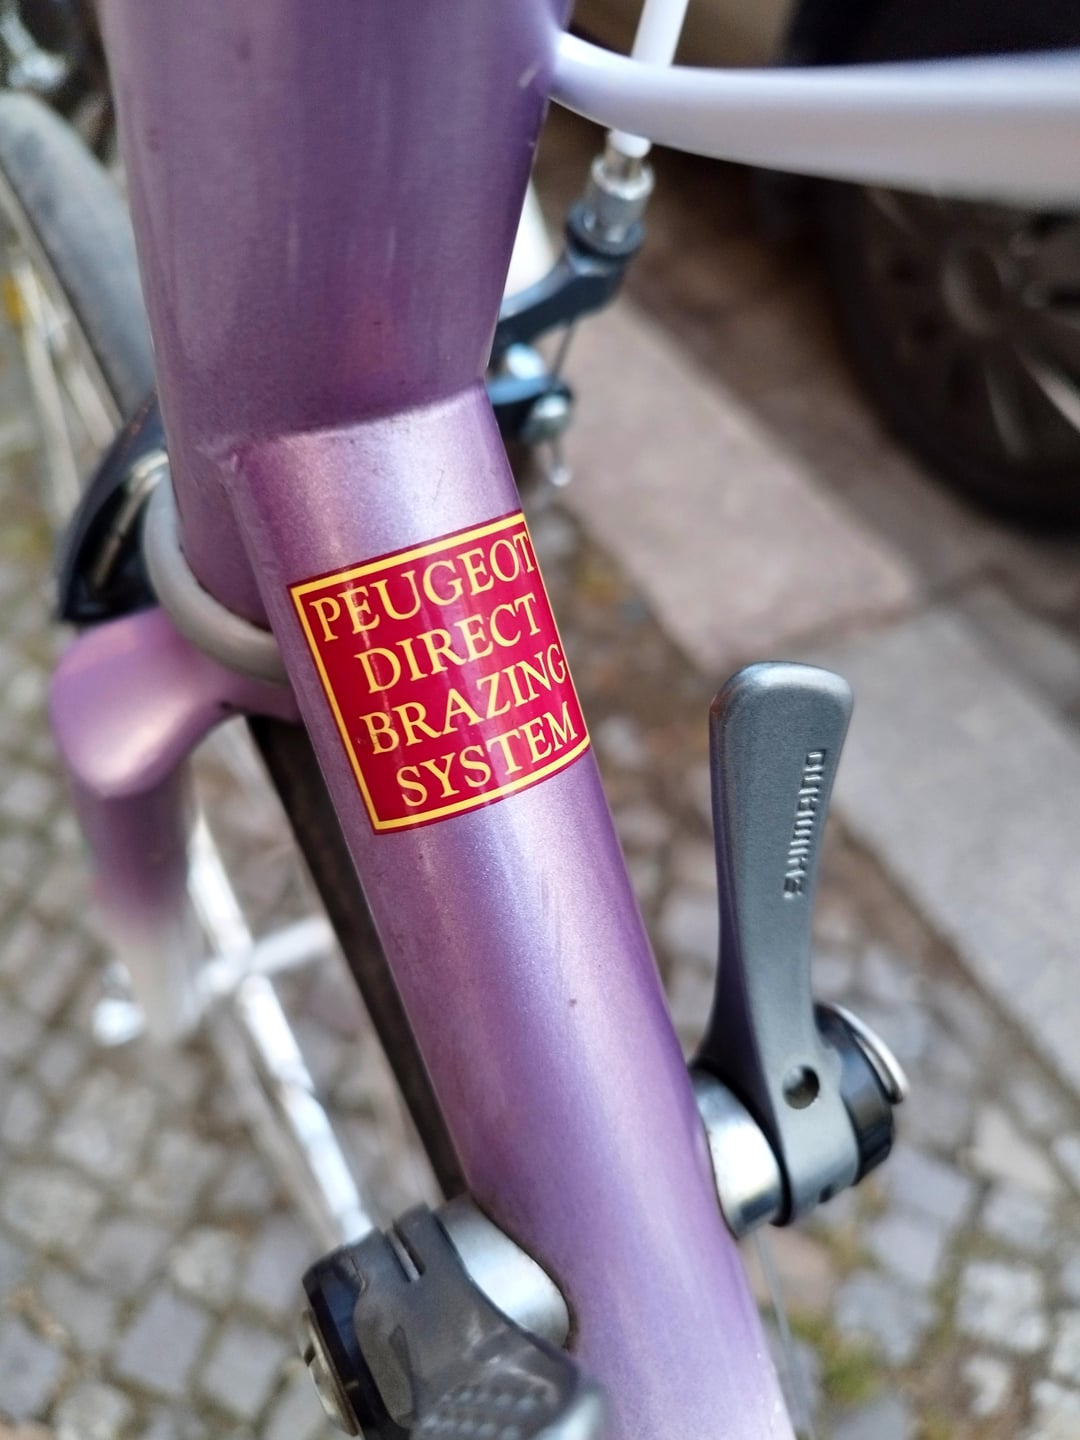 PEUGEOT
DIRECT
BRAZING
SYSTEM
SHIMANO